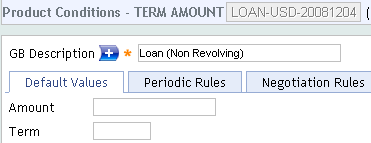 Product Conditions - TERM AMOUNT LOAN-USD-20081204 (
GB Description * Loan (Non Revolving)
Default Values Periodic Rules Negotiation Rules
Amount
Term